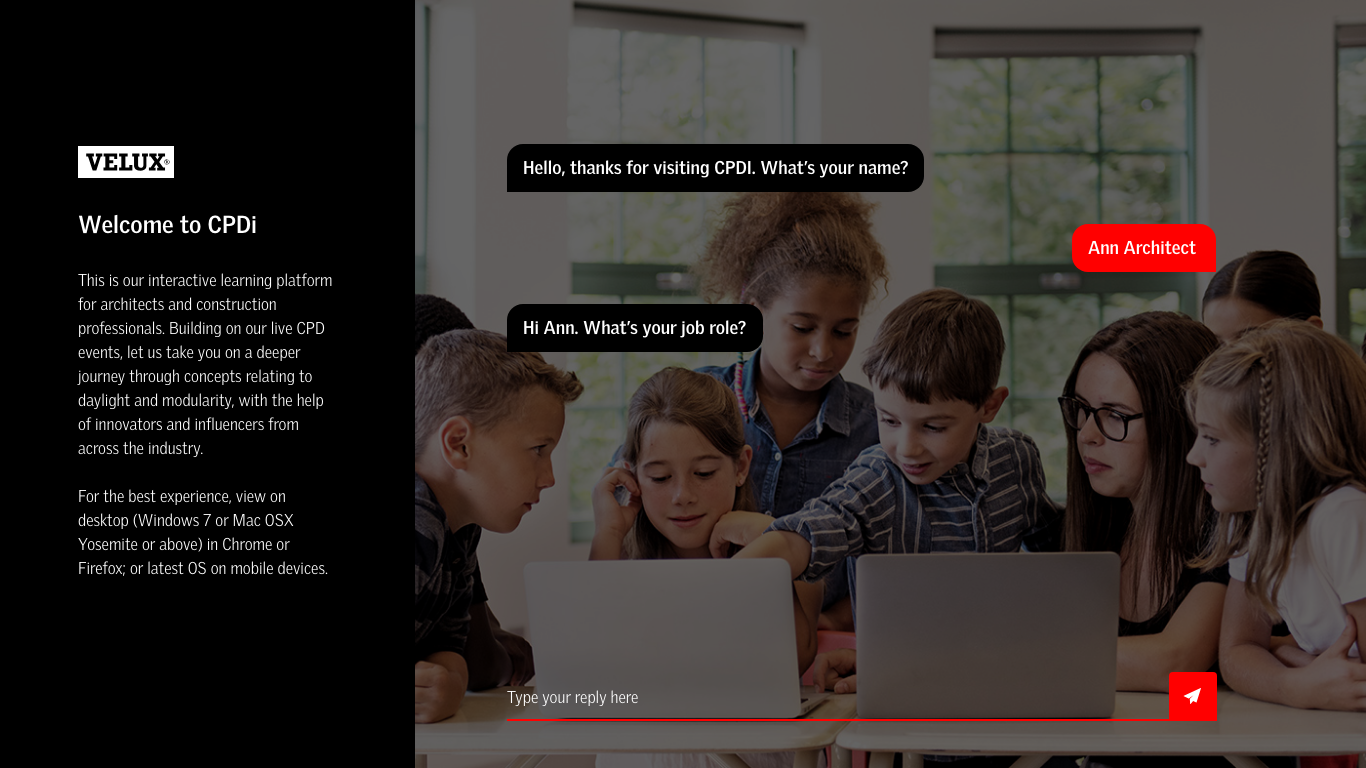 VELUX®
Welcome to CPDi
This is our interactive learning platform
for architects and construction
professionals. Building on our live CPD
events, let us take you on a deeper
journey through concepts relating to
daylight and modularity, with the help
of innovators and influencers from
across the industry.
For the best experience, view on
desktop (Windows 7 or Mac OSX
Yosemite or above) in Chrome or
Firefox; or latest OS on mobile devices.
Hello, thanks for visiting CPDI. What's your name?
Ann Architect
Hi Ann. What's your job role?
Type your reply here